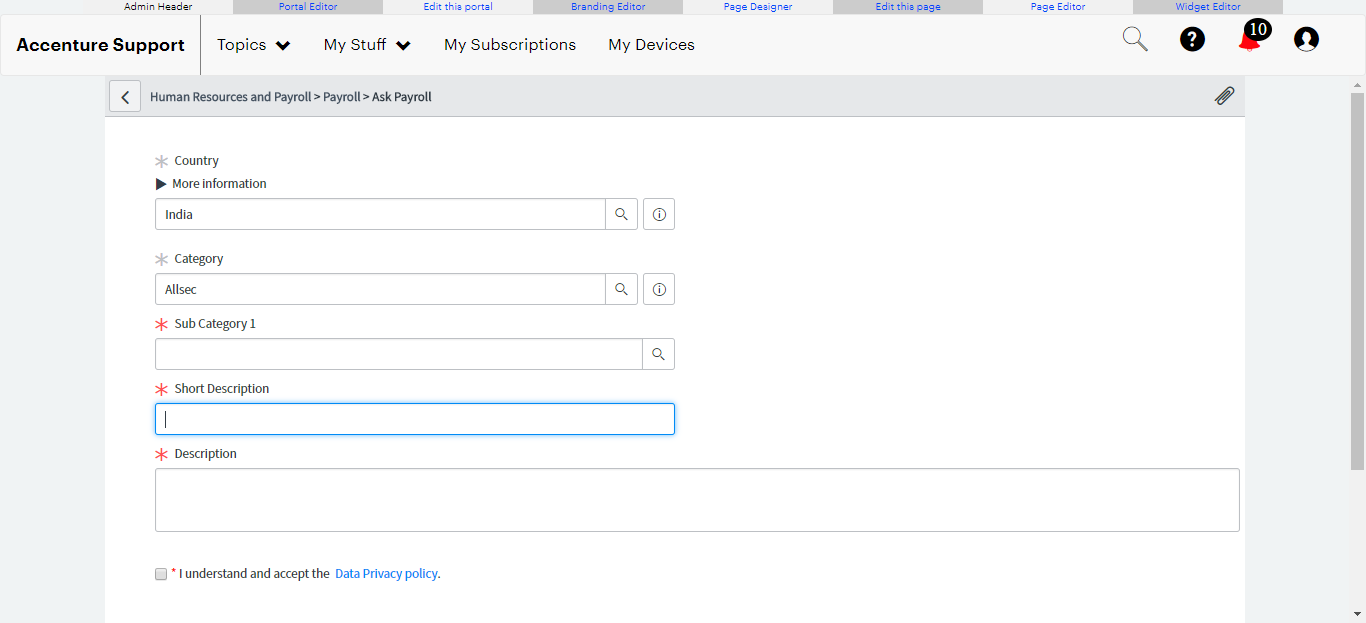 Admin Header Portal Editor Edit this portal Branding Editor Page Designer Edit this page Page Editor Widget Editor
Accenture Support Topics My Stuff My Subscriptions My Devices ? 10
Human Resources and Payroll > Payroll > Ask Payroll
Country
More information
India
Category
Allsec
Sub Category 1
Short Description
Description
* I understand and accept the Data Privacy policy.